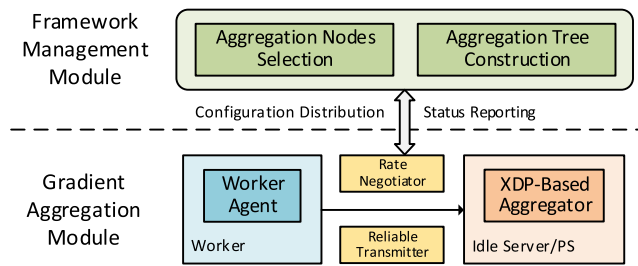 Framework
Management
Module
Aggregation Nodes
Selection
Aggregation Tree
Construction
Configuration Distribution
Status Reporting
Gradient
Aggregation
Module
Worker
Agent
Worker
Rate
Negotiator
Reliable
Transmitter
XDP-Based
Aggregator
Idle Server/PS